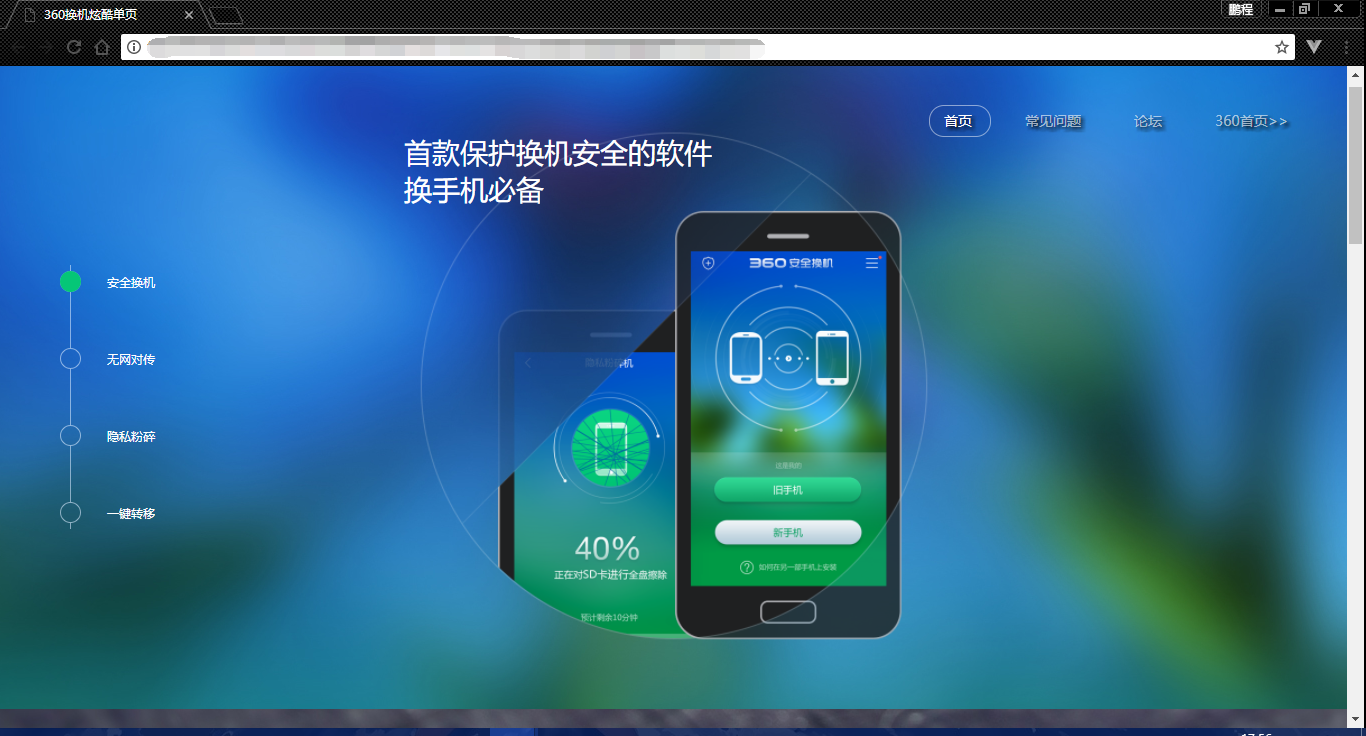 360换机炫酷单页
鹏程
首页 常见问题 论坛 360首页>>
首款保护换机安全的软件
换手机必备
安全换机
无网对传
隐私粉碎
一键转移
360 安全换机
隐私粉碎机
40%
正在对SD卡进行全盘擦除
预计剩余10分钟
这是我的
旧手机
新手机
如何在另一部手机上安装